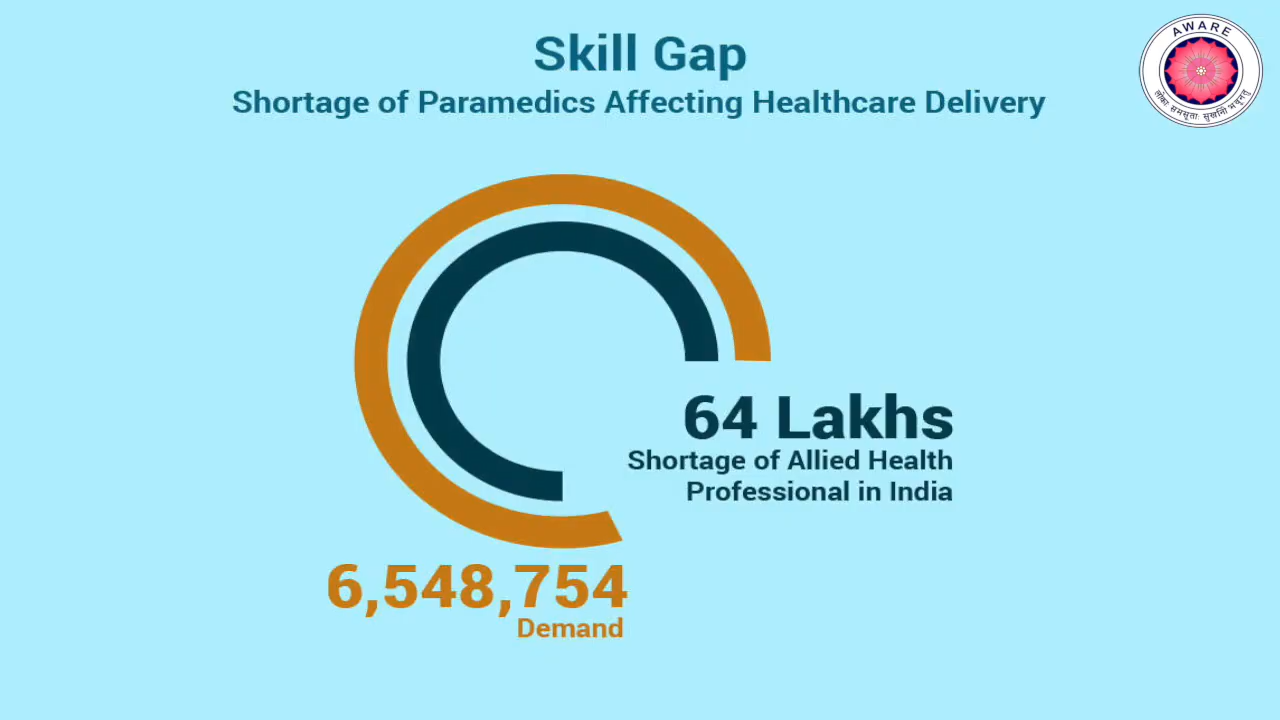 Skill Gap
Shortage of Paramedics Affecting Healthcare Delivery
AWARE
64 Lakhs
Shortage of Allied Health
Professional in India
6,548,754
Demand